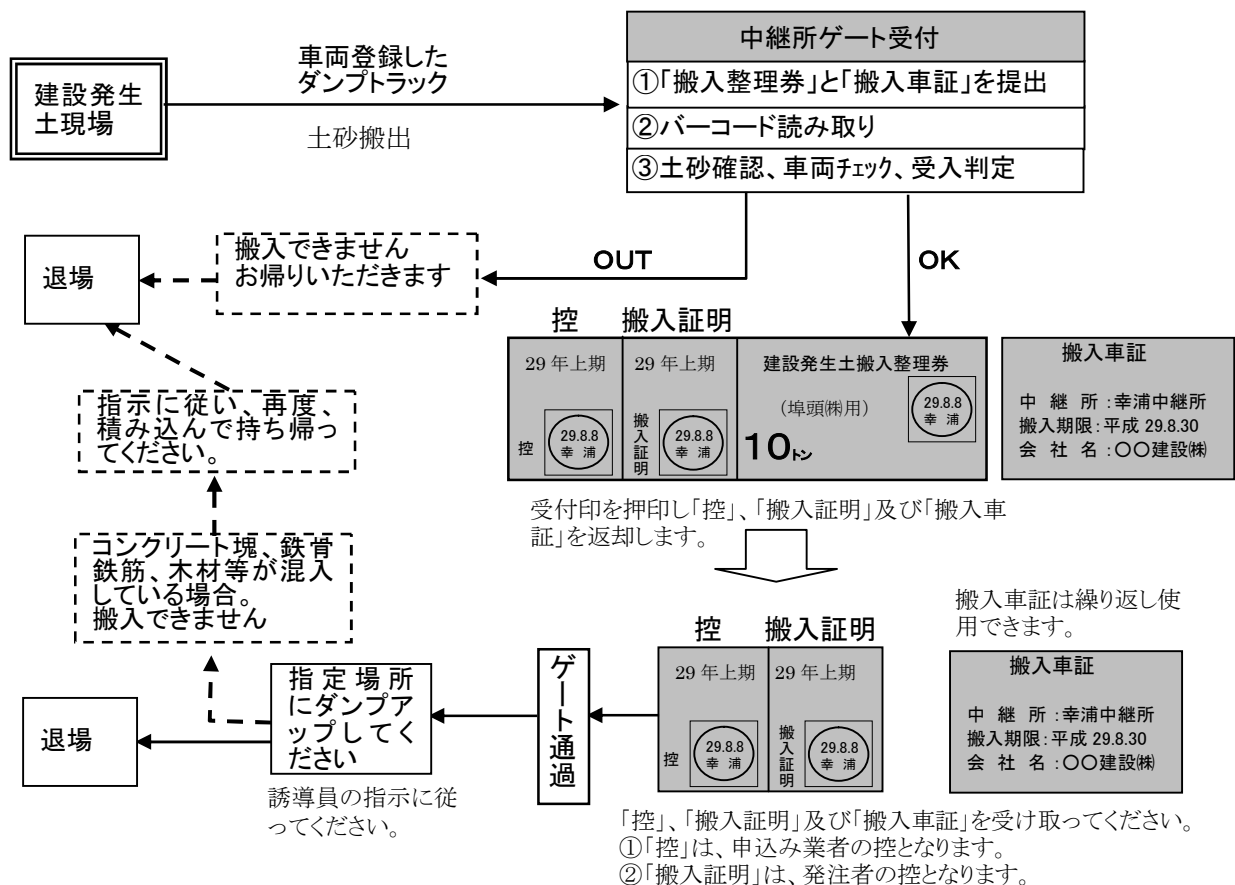 建設発生
土現場
車両登録した
ダンプトラック
土砂搬出
中継所ゲート受付
①「搬入整理券」と「搬入車証」を提出
②バーコード読み取り
③土砂確認、車両チェック、受入判定
OUT
OK
搬入できません
お帰りいただきます
退場
控
搬入証明
29 年上期
控
29.8.8
幸 浦
29 年上期
搬入証明
29.8.8
幸 浦
建設発生土搬入整理券
(埠頭㈱用)
10トン
29.8.8
幸 浦
搬入車証
中 継 所 :幸浦中継所
搬入期限:平成 29.8.30
会 社 名 :〇〇建設㈱
受付印を押印し「控」、「搬入証明」及び「搬入車
証」を返却します。
指示に従い、再度、
積み込んで持ち帰っ
てください。
コンクリート塊、鉄骨
鉄筋、木材等が混入
している場合。
搬入できません
搬入車証は繰り返し使
用できます。
控
搬入証明
29 年上期
控
29.8.8
幸 浦
29 年上期
搬入証明
29.8.8
幸 浦
搬入車証
中 継 所 :幸浦中継所
搬入期限:平成 29.8.30
会 社 名 :〇〇建設㈱
ゲート通過
指定場所
にダンプア
ップしてく
ださい
退場
誘導員の指示に従
ってください。
「控」、「搬入証明」及び「搬入車証」を受け取ってください。
①「控」は、申込み業者の控となります。
②「搬入証明」は、発注者の控となります。